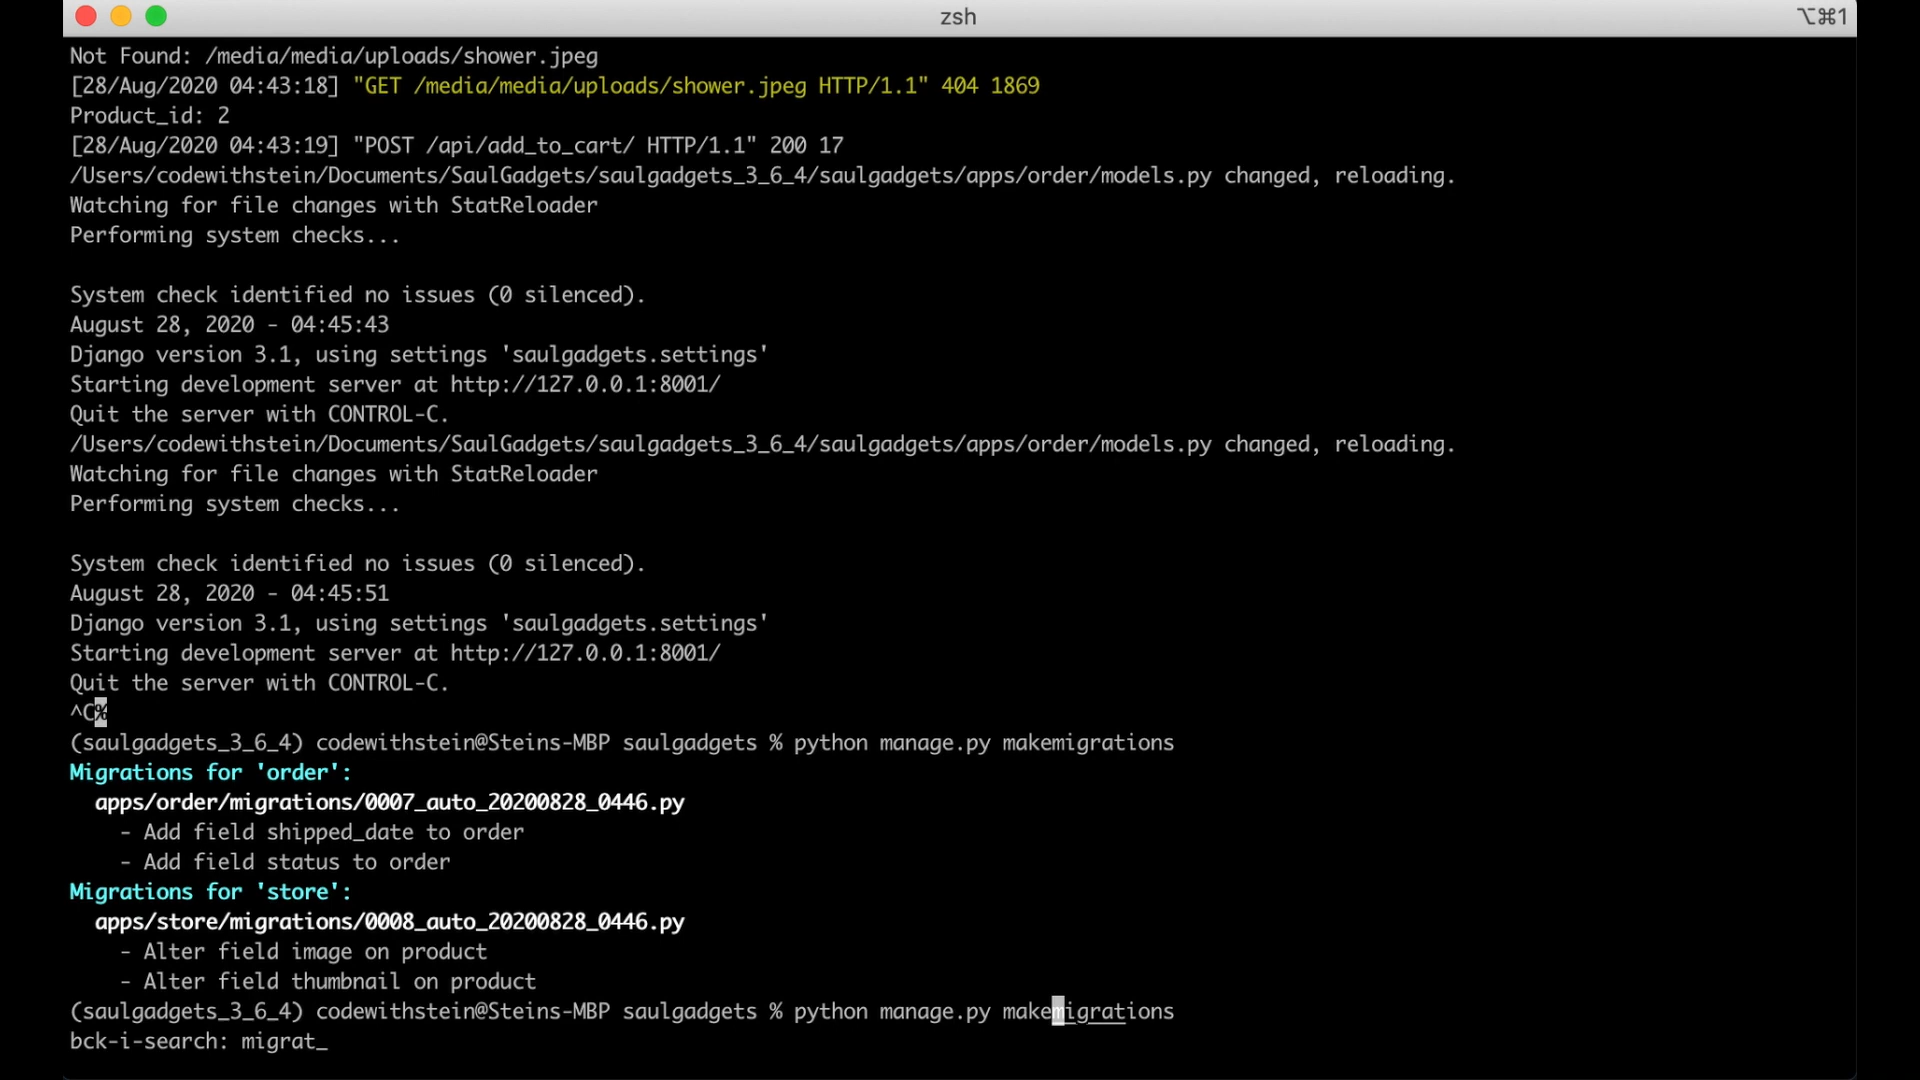 zsh
⌥⌘1
Not Found: /media/media/uploads/shower.jpeg
[28/Aug/2020 04:43:18] "GET /media/media/uploads/shower.jpeg HTTP/1.1" 404 1869
Product_id: 2
[28/Aug/2020 04:43:19] "POST /api/add_to_cart/ HTTP/1.1" 200 17
/Users/codewithstein/Documents/SaulGadgets/saulgadgets_3_6_4/saulgadgets/apps/order/models.py changed, reloading.
Watching for file changes with StatReloader
Performing system checks...
System check identified no issues (0 silenced).
August 28, 2020 - 04:45:43
Django version 3.1, using settings 'saulgadgets.settings'
Starting development server at http://127.0.0.1:8001/
Quit the server with CONTROL-C.
/Users/codewithstein/Documents/SaulGadgets/saulgadgets_3_6_4/saulgadgets/apps/order/models.py changed, reloading.
Watching for file changes with StatReloader
Performing system checks...
System check identified no issues (0 silenced).
August 28, 2020 - 04:45:51
Django version 3.1, using settings 'saulgadgets.settings'
Starting development server at http://127.0.0.1:8001/
Quit the server with CONTROL-C.
^C%
(saulgadgets_3_6_4) codewithstein@Steins-MBP saulgadgets % python manage.py makemigrations
Migrations for 'order':
  apps/order/migrations/0007_auto_20200828_0446.py
    - Add field shipped_date to order
    - Add field status to order
Migrations for 'store':
  apps/store/migrations/0008_auto_20200828_0446.py
    - Alter field image on product
    - Alter field thumbnail on product
(saulgadgets_3_6_4) codewithstein@Steins-MBP saulgadgets % python manage.py makemigrations
bck-i-search: migrat_